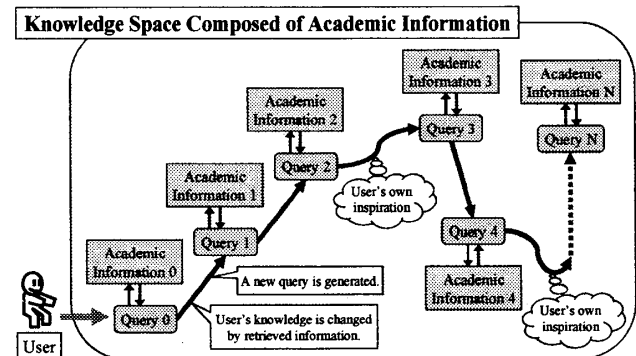 Knowledge Space Composed of Academic Information
Academic
Information 3
Academic
Information N
Academic
Information 2
Query 3
Query N
Query 2
Academic
Information 1
User's own
inspiration
Query 1
Query 4
Academic
Information 0
A new query is generated.
Academic
Information 4
Query 0
User's knowledge is changed
by retrieved information.
User's own
inspiration
User